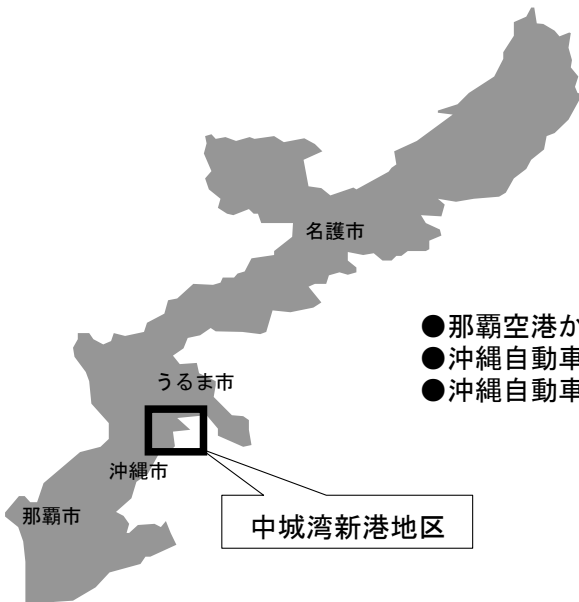 名護市
●那覇空港か
●沖縄自動車
●沖縄自動車
うるま市
沖縄市
那覇市
中城湾新港地区